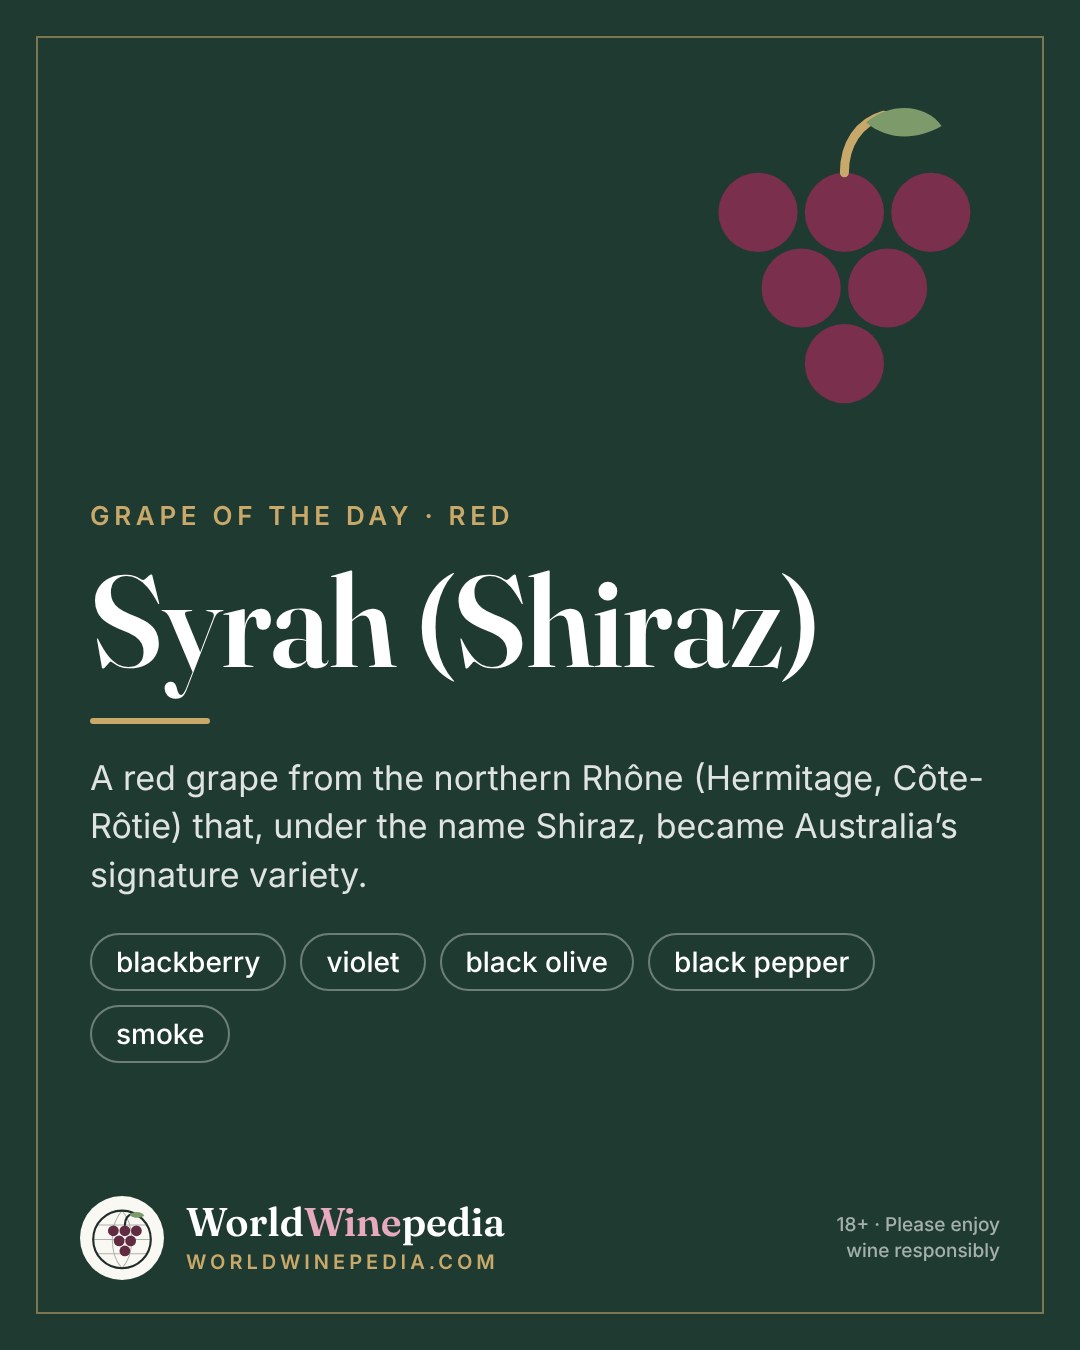 GRAPE OF THE DAY · RED
Syrah (Shiraz)
A red grape from the northern Rhône (Hermitage, Côte-
Rôtie) that, under the name Shiraz, became Australia’s
signature variety.
blackberry violet black olive black pepper
smoke
WorldWinepedia
WORLDWINEPEDIA.COM
18+ · Please enjoy
wine responsibly